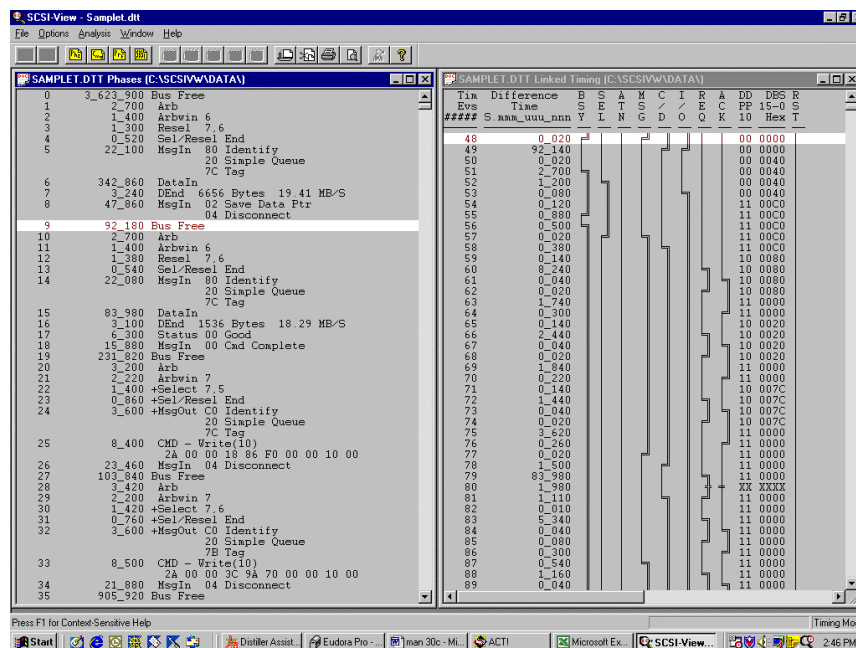 SCSI-View - Samplet.dtt
File Options Analysis Window Help
SAMPLET.DTT Phases (C:\SCSIVW\DATA\)
0 3_623_900 Bus Free
1 2_700 Arb
2 1_400 Arbwin 6
3 1_300 Resel 7,6
4 0_520 Sel/Resel End
5 22_100 MsgIn 80 Identify
20 Simple Queue
7C Tag
6 342_860 DataIn
7 3_240 DEnd 6656 Bytes 19.41 MB/S
8 47_860 MsgIn 02 Save Data Ptr
04 Disconnect
9 92_180 Bus Free
10 2_700 Arb
11 1_400 Arbwin 6
12 1_380 Resel 7,6
13 0_540 Sel/Resel End
14 22_080 MsgIn 80 Identify
20 Simple Queue
7C Tag
15 83_980 DataIn
16 3_100 DEnd 1536 Bytes 18.29 MB/S
17 6_300 Status 00 Good
18 15_880 MsgIn 00 Cmd Complete
19 231_820 Bus Free
20 3_200 Arb
21 2_220 Arbwin 7
22 1_400 +Select 7,5
23 0_860 +Sel/Resel End
24 3_600 +MsgOut C0 Identify
20 Simple Queue
7C Tag
25 8_400 CMD - Write(10)
2A 00 00 18 86 F0 00 00 10 00
26 23_460 MsgIn 04 Disconnect
27 103_840 Bus Free
28 3_420 Arb
29 2_200 Arbwin 7
30 1_420 +Select 7,6
31 0_760 +Sel/Resel End
32 3_600 +MsgOut C0 Identify
20 Simple Queue
7B Tag
33 8_500 CMD - Write(10)
2A 00 00 3C 9A 70 00 00 10 00
34 21_880 MsgIn 04 Disconnect
35 905_920 Bus Free
SAMPLET.DTT Linked Timing (C:\SCSIVW\DATA\)
Tim Difference B S A M C I R A DD DBS R
Evs Time S E T S / / E C PP 15-0 S
##### S.mmm_uuu_nnn Y L N G D O Q K 10 Hex T
48 0_020 00 0000
49 92_140 00 0000
50 0_020 00 0040
51 2_700 00 0040
52 1_200 00 0040
53 0_080 00 0040
54 0_120 11 00C0
55 0_880 11 00C0
56 0_500 11 00C0
57 0_020 11 00C0
58 0_380 11 00C0
59 0_140 10 0080
60 8_240 10 0080
61 0_040 10 0080
62 0_020 10 0080
63 1_740 11 0000
64 0_300 11 0000
65 0_140 10 0020
66 2_440 10 0020
67 0_040 10 0020
68 0_020 10 0020
69 1_840 11 0000
70 0_220 11 0000
71 0_140 10 007C
72 1_440 10 007C
73 0_040 10 007C
74 0_020 10 007C
75 3_620 11 0000
76 0_260 11 0000
77 0_020 11 0000
78 1_500 11 0000
79 83_980 11 0000
80 1_980 XX XXXX
81 1_110 11 0000
82 0_010 11 0000
83 5_340 11 0000
84 0_040 11 0000
85 0_080 11 0000
86 0_300 11 0000
87 0_540 11 0000
88 1_160 11 0000
89 0_040 11 0000
Press F1 for Context-Sensitive Help
Timing Mo
Start Distiller Assist... Eudora Pro - ... man 30c - Mi... ACT! Microsoft Ex... SCSI-View... 2:46 PM